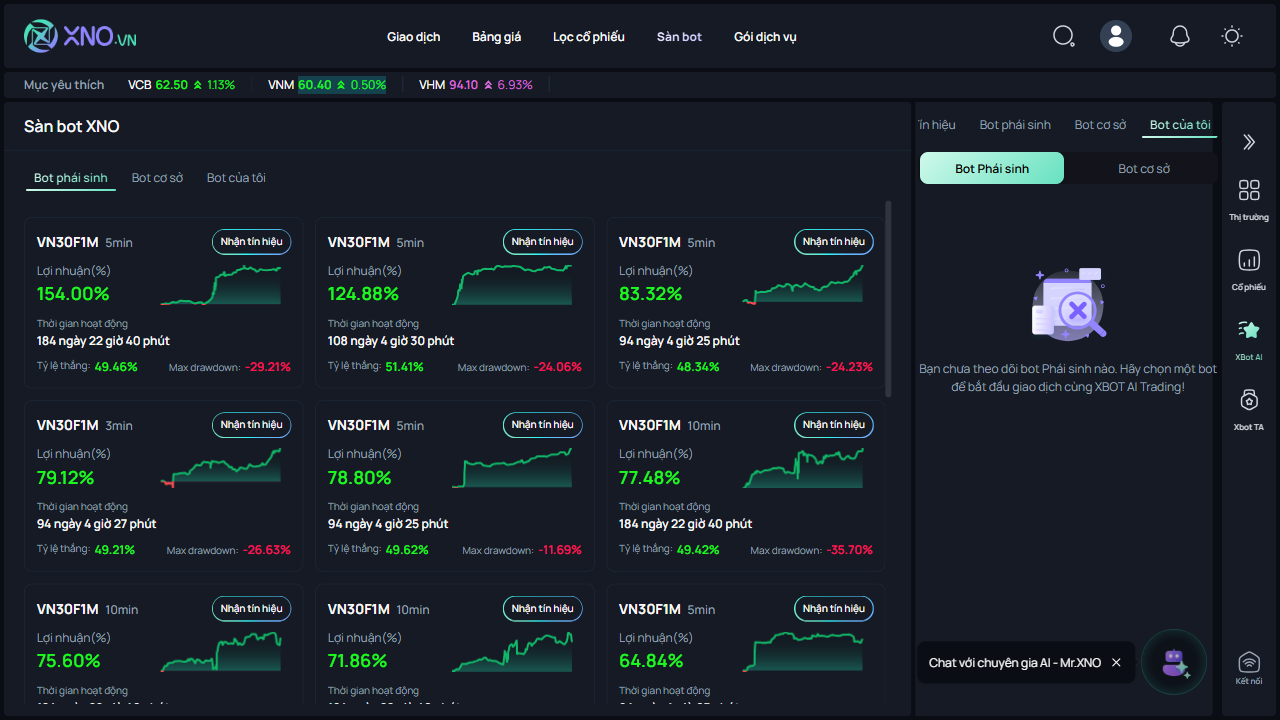 XNO.VN
Giao dịch
Bảng giá
Lọc cổ phiếu
Sàn bot
Gói dịch vụ
Mục yêu thích
VCB 62.50 1.13%
VNM 60.40 0.50%
VHM 94.10 6.93%
Sàn bot XNO
Bot phái sinh
Bot cơ sở
Bot của tôi
VN30F1M 5min
Nhận tín hiệu
Lợi nhuận(%)
154.00%
Thời gian hoạt động
184 ngày 22 giờ 40 phút
Tỷ lệ thắng: 49.46%
Max drawdown: -29.21%
VN30F1M 5min
Nhận tín hiệu
Lợi nhuận(%)
124.88%
Thời gian hoạt động
108 ngày 4 giờ 30 phút
Tỷ lệ thắng: 51.41%
Max drawdown: -24.06%
VN30F1M 5min
Nhận tín hiệu
Lợi nhuận(%)
83.32%
Thời gian hoạt động
94 ngày 4 giờ 25 phút
Tỷ lệ thắng: 48.34%
Max drawdown: -24.23%
VN30F1M 3min
Nhận tín hiệu
Lợi nhuận(%)
79.12%
Thời gian hoạt động
94 ngày 4 giờ 27 phút
Tỷ lệ thắng: 49.21%
Max drawdown: -26.63%
VN30F1M 5min
Nhận tín hiệu
Lợi nhuận(%)
78.80%
Thời gian hoạt động
94 ngày 4 giờ 25 phút
Tỷ lệ thắng: 49.62%
Max drawdown: -11.69%
VN30F1M 10min
Nhận tín hiệu
Lợi nhuận(%)
77.48%
Thời gian hoạt động
184 ngày 22 giờ 40 phút
Tỷ lệ thắng: 49.42%
Max drawdown: -35.70%
VN30F1M 10min
Nhận tín hiệu
Lợi nhuận(%)
75.60%
Thời gian hoạt động
VN30F1M 10min
Nhận tín hiệu
Lợi nhuận(%)
71.86%
Thời gian hoạt động
VN30F1M 5min
Nhận tín hiệu
Lợi nhuận(%)
64.84%
Thời gian hoạt động
ín hiệu
Bot phái sinh
Bot cơ sở
Bot của tôi
Bot Phái sinh
Bot cơ sở
Bạn chưa theo dõi bot Phái sinh nào. Hãy chọn một bot
để bắt đầu giao dịch cùng XBOT AI Trading!
Chat với chuyên gia AI - Mr.XNO
Thị trường
Cổ phiếu
XBot AI
Xbot TA
Kết nối